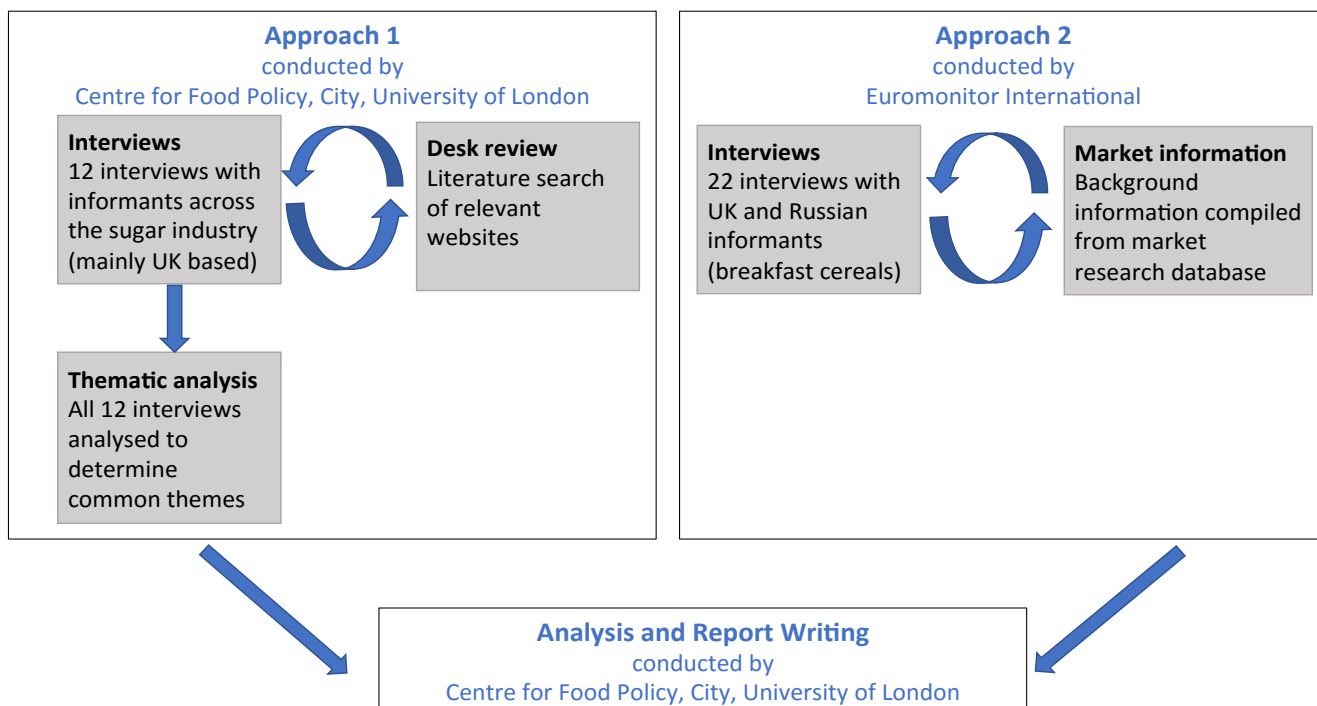 Approach 1
conducted by
Centre for Food Policy, City, University of London
Interviews
12 interviews with
informants across
the sugar industry
(mainly UK based)
Desk review
Literature search
of relevant
websites
Thematic analysis
All 12 interviews
analysed to
determine
common themes
Approach 2
conducted by
Euromonitor International
Interviews
22 interviews with
UK and Russian
informants
(breakfast cereals)
Market information
Background
information compiled
from market
research database
Analysis and Report Writing
conducted by
Centre for Food Policy, City, University of London